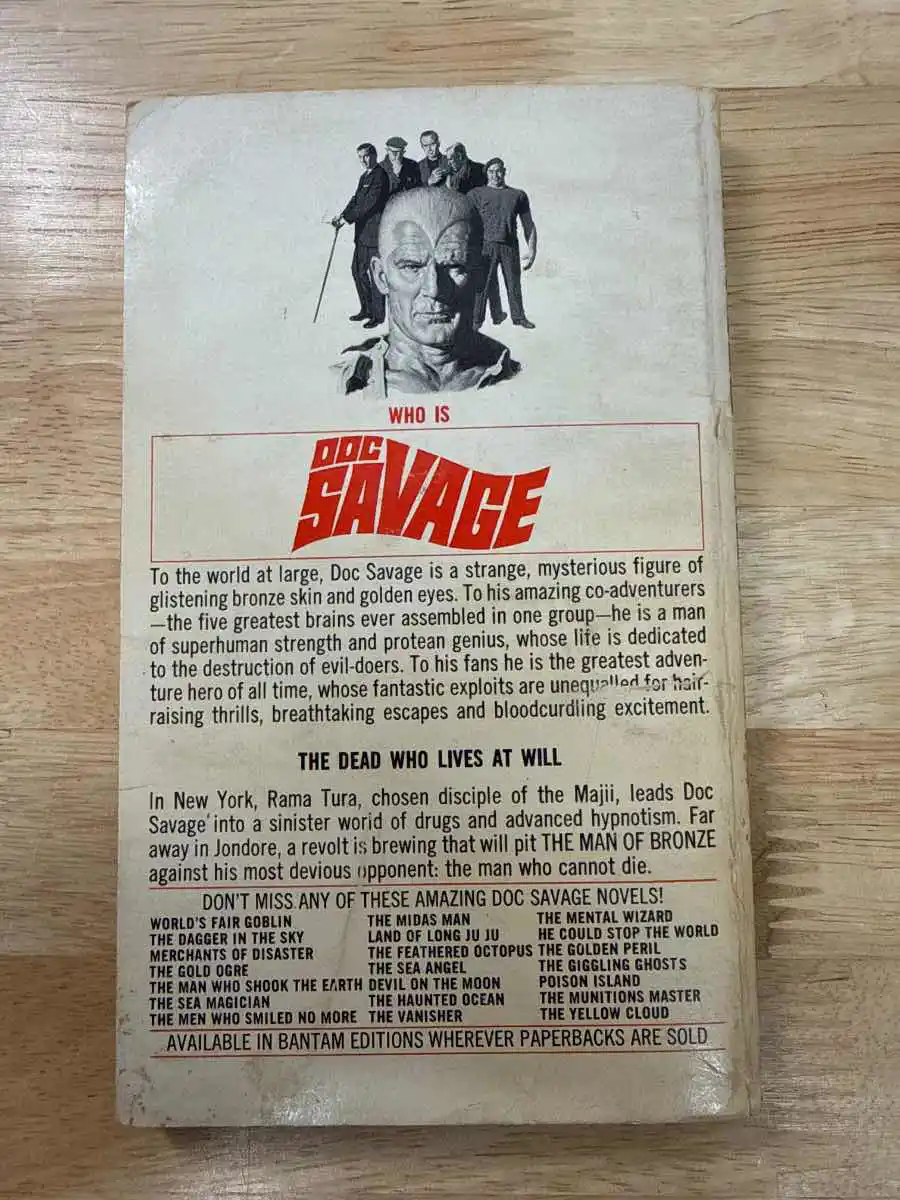 WHO IS
DOC
SAVAGE
To the world at large, Doc Savage is a strange, mysterious figure of
glistening bronze skin and golden eyes. To his amazing co-adventurers
—the five greatest brains ever assembled in one group—he is a man
of superhuman strength and protean genius, whose life is dedicated
to the destruction of evil-doers. To his fans he is the greatest adven-
ture hero of all time, whose fantastic exploits are unequalled for hair-
raising thrills, breathtaking escapes and bloodcurdling excitement.
THE DEAD WHO LIVES AT WILL
In New York, Rama Tura, chosen disciple of the Majii, leads Doc
Savage into a sinister world of drugs and advanced hypnotism. Far
away in Jondore, a revolt is brewing that will pit THE MAN OF BRONZE
against his most devious opponent: the man who cannot die.
DON'T MISS ANY OF THESE AMAZING DOC SAVAGE NOVELS!
WORLD'S FAIR GOBLIN THE MIDAS MAN THE MENTAL WIZARD
THE DAGGER IN THE SKY LAND OF LONG JU JU HE COULD STOP THE WORLD
MERCHANTS OF DISASTER THE FEATHERED OCTOPUS THE GOLDEN PERIL
THE GOLD OGRE THE SEA ANGEL THE GIGGLING GHOSTS
THE MAN WHO SHOOK THE EARTH DEVIL ON THE MOON POISON ISLAND
THE SEA MAGICIAN THE HAUNTED OCEAN THE MUNITIONS MASTER
THE MEN WHO SMILED NO MORE THE VANISHER THE YELLOW CLOUD
AVAILABLE IN BANTAM EDITIONS WHEREVER PAPERBACKS ARE SOLD